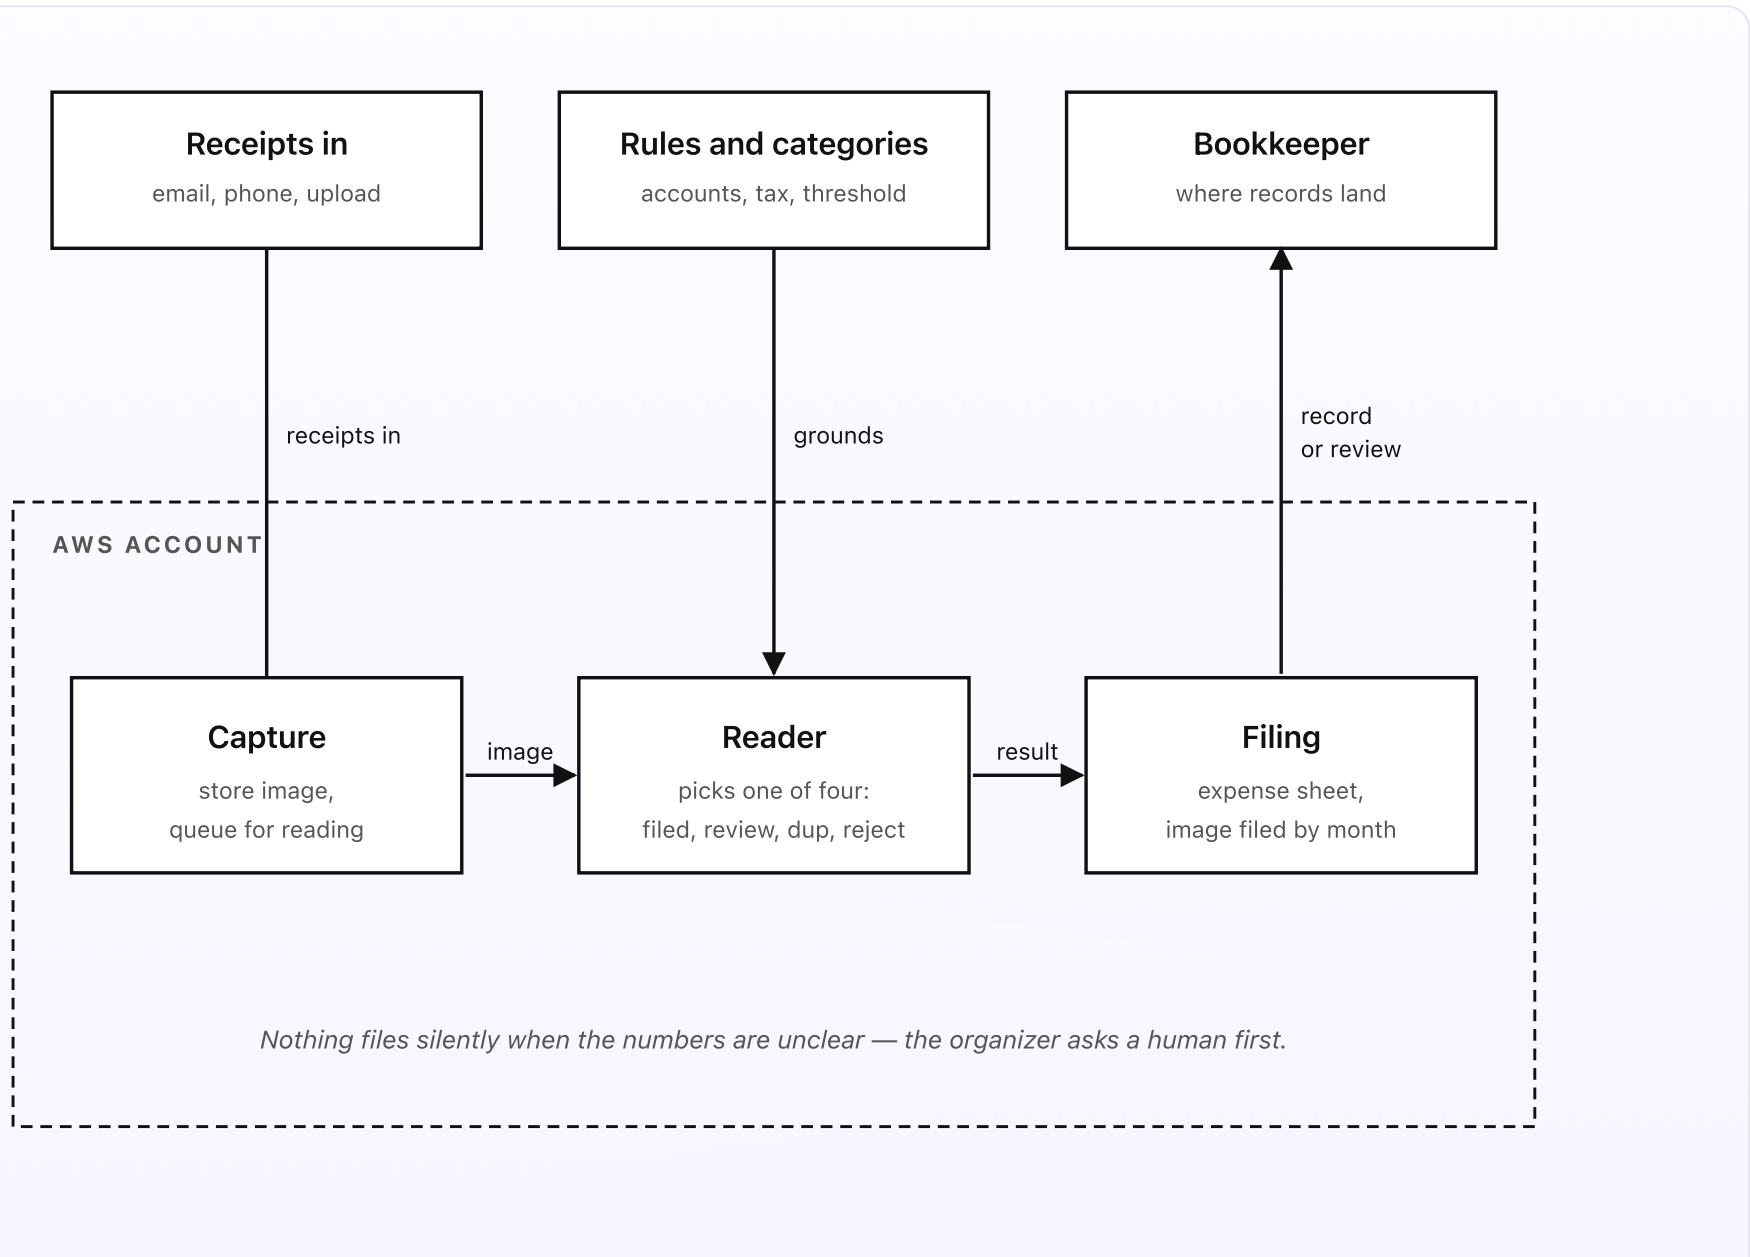 Receipts in
email, phone, upload
Rules and categories
accounts, tax, threshold
Bookkeeper
where records land
receipts in
grounds
record
or review
AWS ACCOUNT
Capture
store image,
queue for reading
image
Reader
picks one of four:
filed, review, dup, reject
result
Filing
expense sheet,
image filed by month
Nothing files silently when the numbers are unclear — the organizer asks a human first.